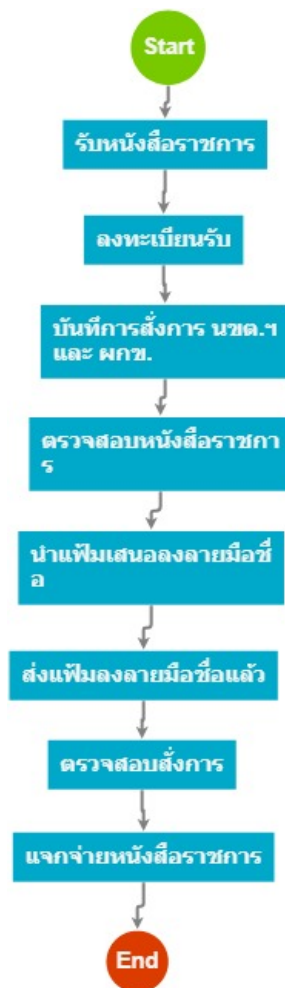 Start
รับหนังสือราชการ
ลงทะเบียนรับ
บันทึการสั่งการ นขต.ฯ
และ ผกข.
ตรวจสอบหนังสือราชกา
ร
นำแฟ้มเสนอลงลายมือชื่
อ
ส่งแฟ้มลงลายมือชื่อแล้ว
ตรวจสอบสั่งการ
แจกจ่ายหนังสือราชการ
End